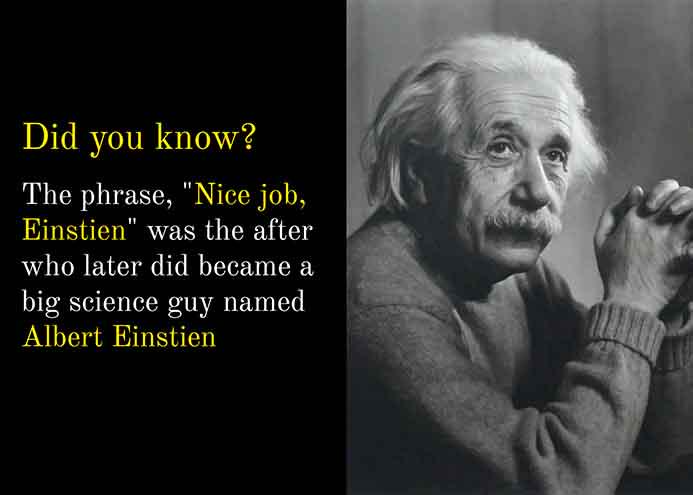 Did you know?
The phrase, "Nice job,
Einstien" was the after
who later did became a
big science guy named
Albert Einstien